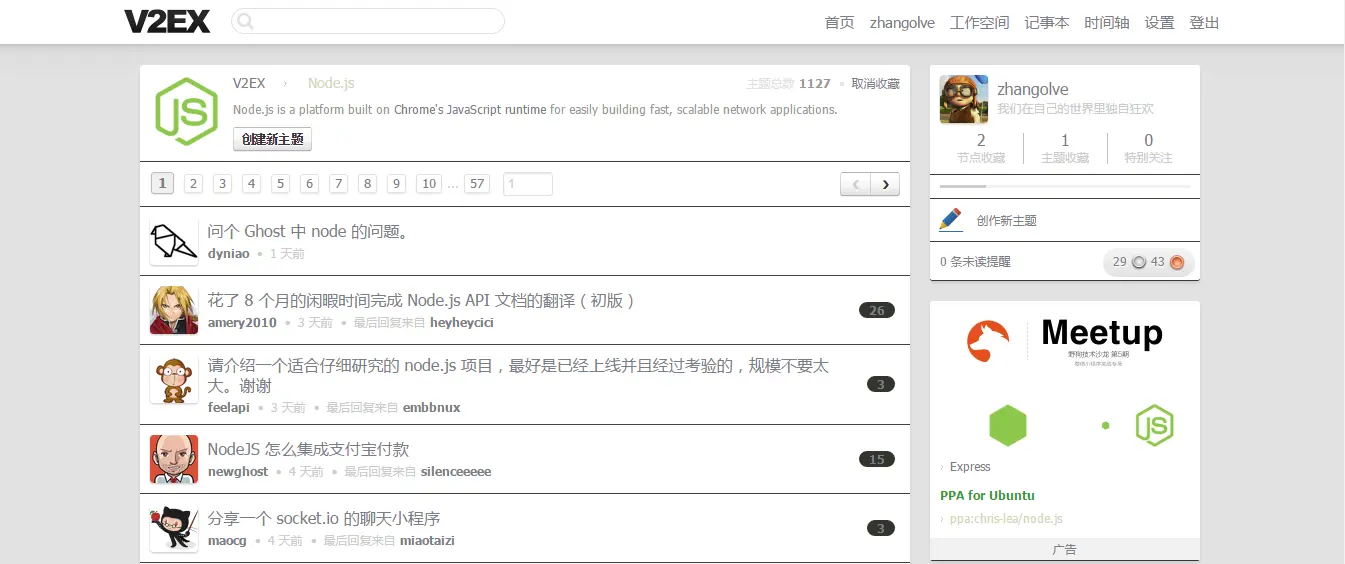 V2EX
首页 zhangolve 工作空间 记事本 时间轴 设置 登出
V2EX › Node.js
主题总数 1127 • 取消收藏
Node.js is a platform built on Chrome's JavaScript runtime for easily building fast, scalable network applications.
创建新主题
1 2 3 4 5 6 7 8 9 10 ... 57 1
‹ ›
问个 Ghost 中 node 的问题。
dyniao • 1 天前
花了 8 个月的闲暇时间完成 Node.js API 文档的翻译（初版）
amery2010 • 3 天前 • 最后回复来自 heyheycici
26
请介绍一个适合仔细研究的 node.js 项目，最好是已经上线并且经过考验的，规模不要太
大。谢谢
feelapi • 3 天前 • 最后回复来自 embbnux
3
NodeJS 怎么集成支付宝付款
newghost • 4 天前 • 最后回复来自 silenceeeee
15
分享一个 socket.io 的聊天小程序
maocg • 4 天前 • 最后回复来自 miaotaizi
3
zhangolve
我们在自己的世界里独自狂欢
2 1 0
节点收藏 主题收藏 特别关注
创作新主题
0 条未读提醒
29 43
Meetup
野狗技术沙龙 第5期
JS
› Express
PPA for Ubuntu
› ppa:chris-lea/node.js
广告